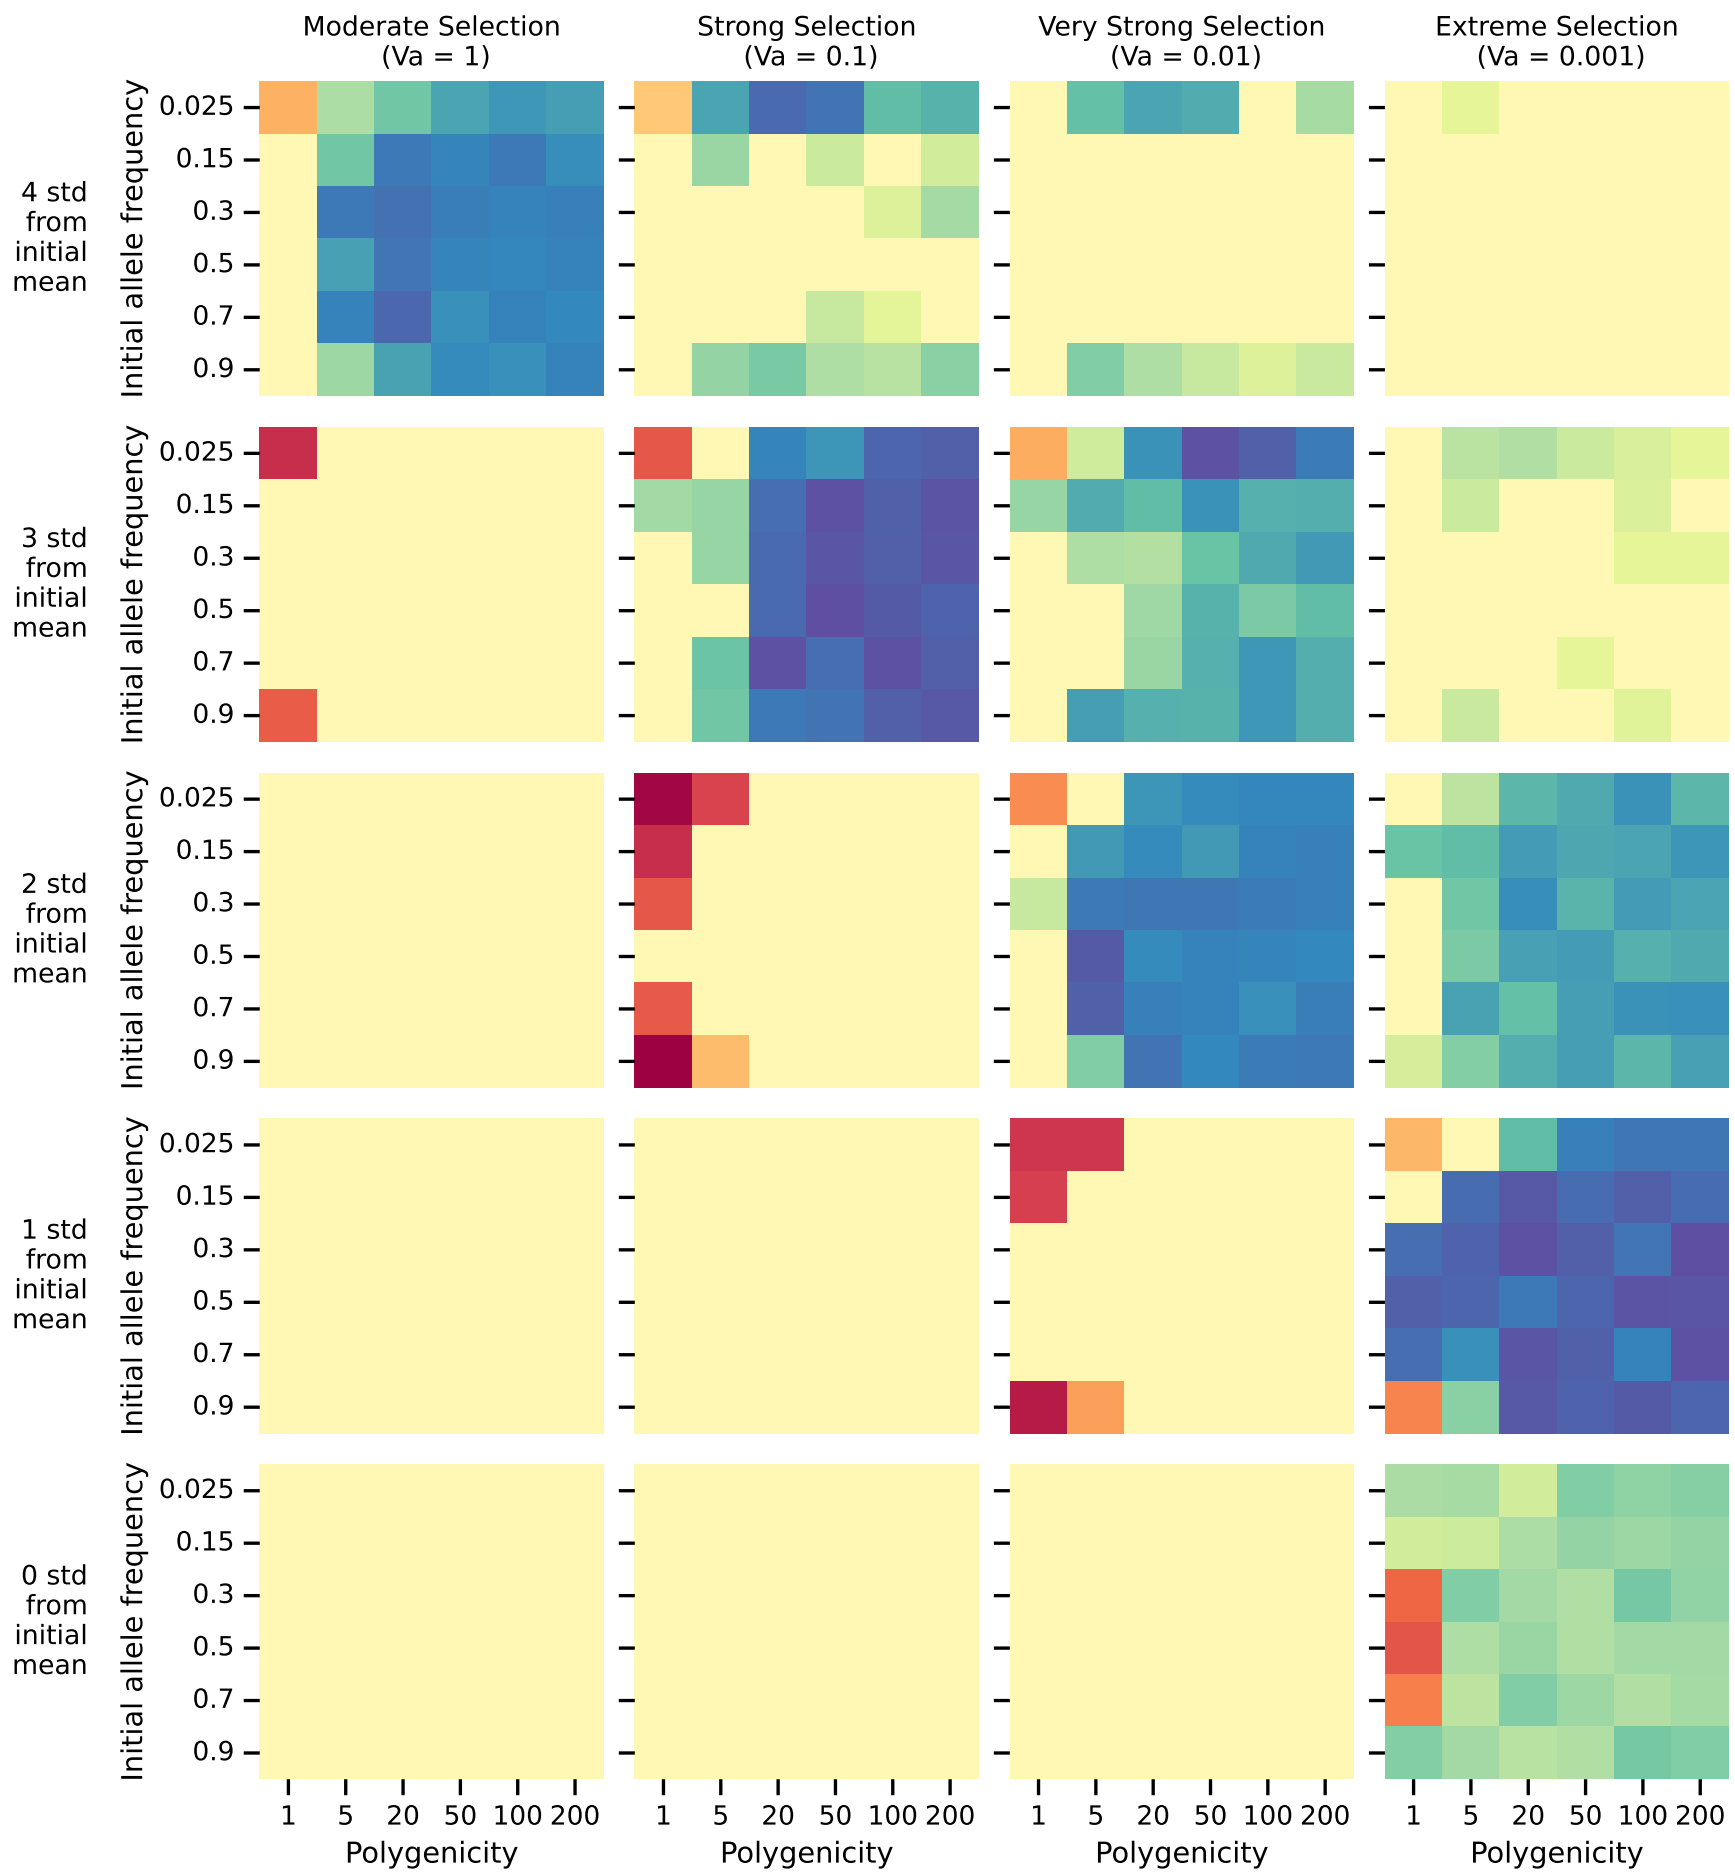 Moderate Selection
(Va = 1)
Strong Selection
(Va = 0.1)
Very Strong Selection
(Va = 0.01)
Extreme Selection
(Va = 0.001)
4 std
from
initial
mean
Initial allele frequency
0.025
0.15
0.3
0.5
0.7
0.9
3 std
from
initial
mean
Initial allele frequency
0.025
0.15
0.3
0.5
0.7
0.9
2 std
from
initial
mean
Initial allele frequency
0.025
0.15
0.3
0.5
0.7
0.9
1 std
from
initial
mean
Initial allele frequency
0.025
0.15
0.3
0.5
0.7
0.9
0 std
from
initial
mean
Initial allele frequency
0.025
0.15
0.3
0.5
0.7
0.9
1 5 20 50 100 200
Polygenicity
1 5 20 50 100 200
Polygenicity
1 5 20 50 100 200
Polygenicity
1 5 20 50 100 200
Polygenicity